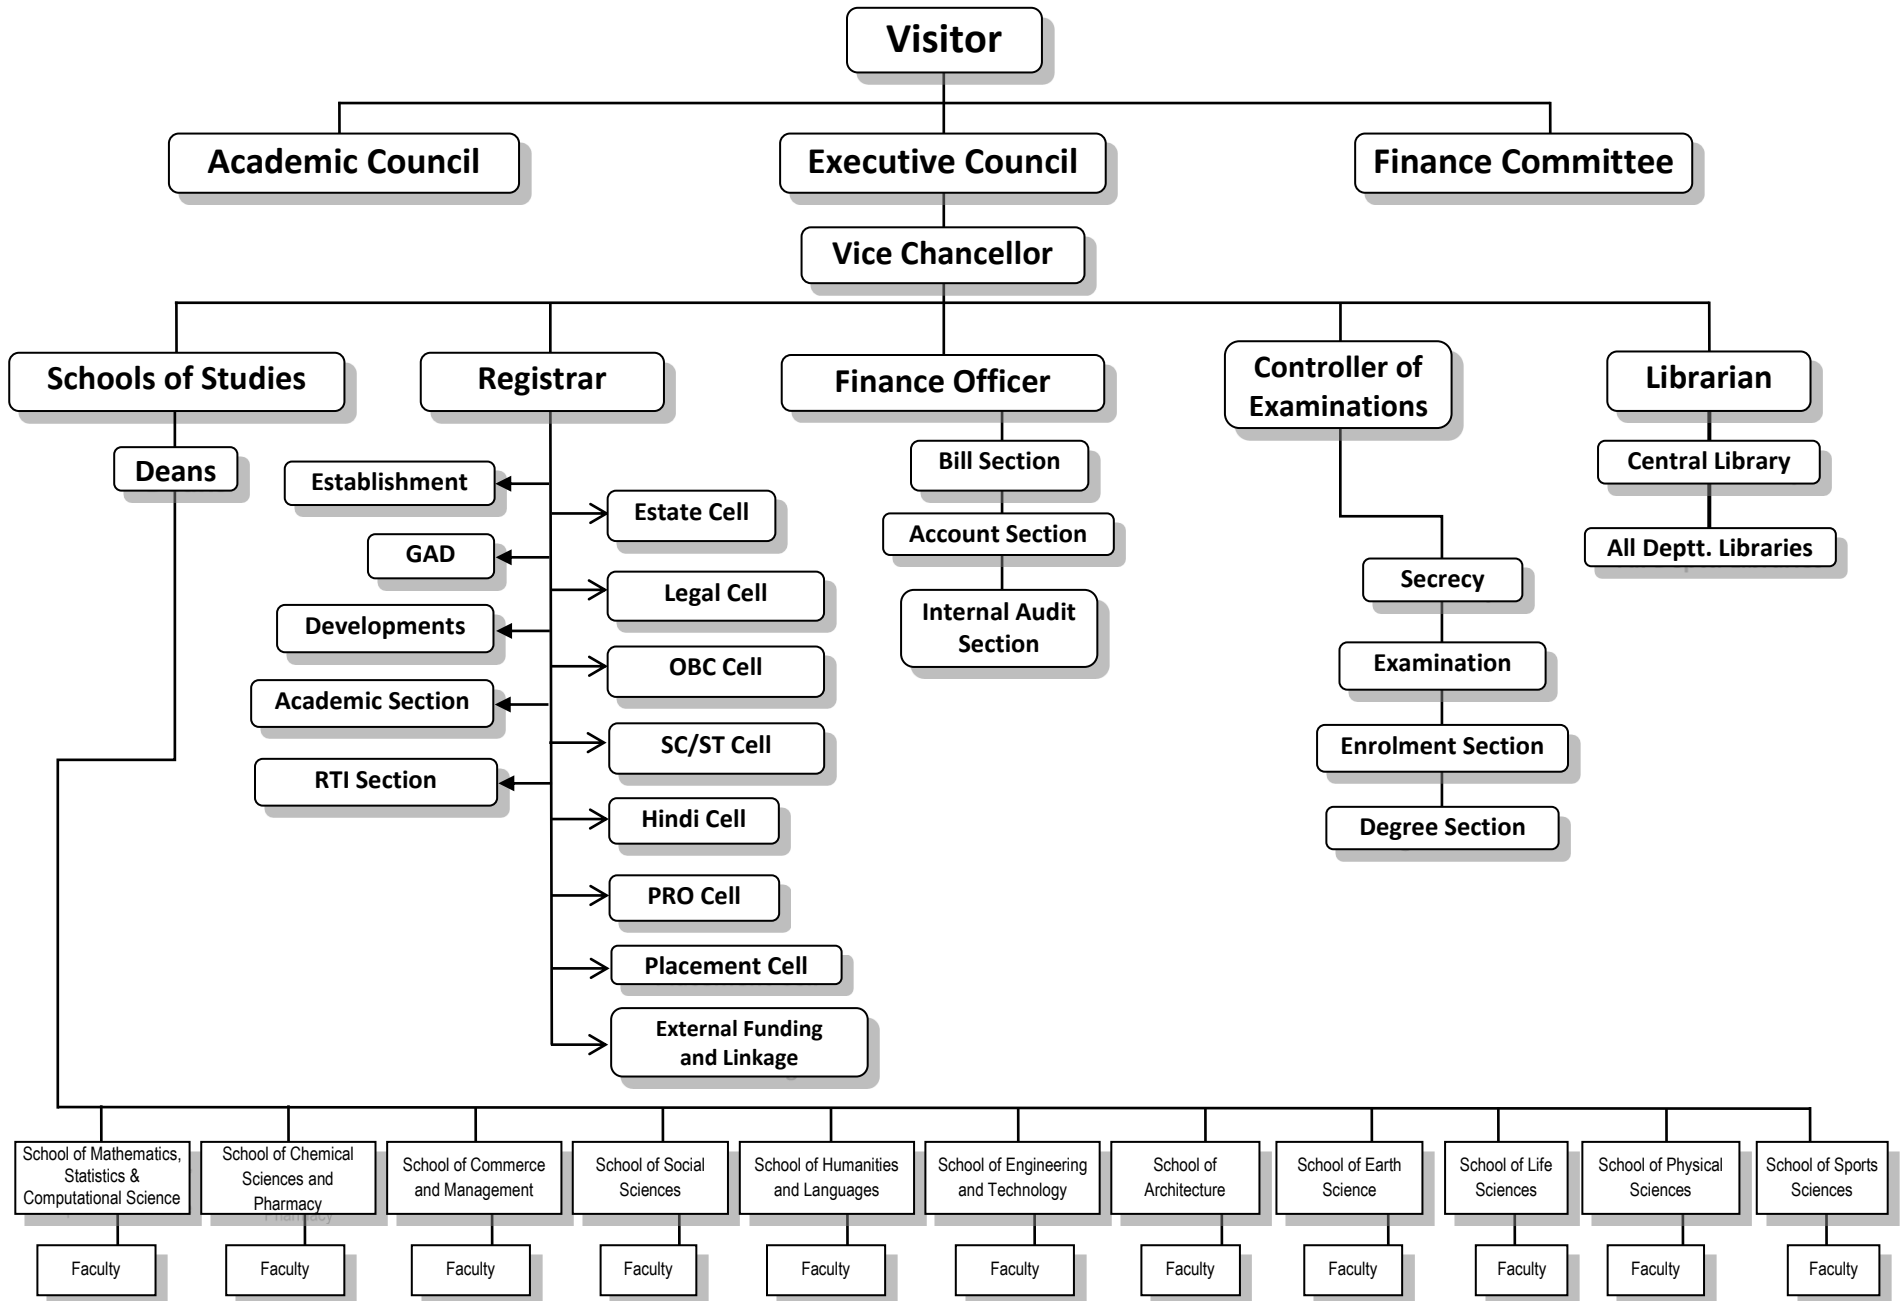 Visitor
Academic Council
Executive Council
Finance Committee
Vice Chancellor
Schools of Studies
Registrar
Finance Officer
Controller of
Examinations
Librarian
Deans
Establishment
GAD
Developments
Academic Section
RTI Section
Estate Cell
Legal Cell
OBC Cell
SC/ST Cell
Hindi Cell
PRO Cell
Placement Cell
External Funding
and Linkage
Bill Section
Account Section
Internal Audit
Section
Secrecy
Examination
Enrolment Section
Degree Section
Central Library
All Deptt. Libraries
School of Mathematics,
Statistics &
Computational Science
School of Chemical
Sciences and
Pharmacy
School of Commerce
and Management
School of Social
Sciences
School of Humanities
and Languages
School of Engineering
and Technology
School of
Architecture
School of Earth
Science
School of Life
Sciences
School of Physical
Sciences
School of Sports
Sciences
Faculty
Faculty
Faculty
Faculty
Faculty
Faculty
Faculty
Faculty
Faculty
Faculty
Faculty